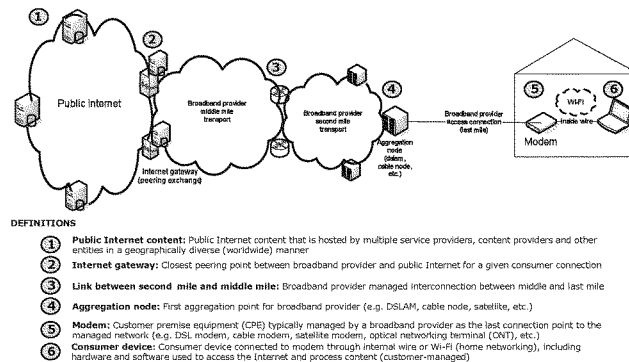 1
2
3
4
5
6
Public Internet
Broadband provider
middle mile
transport
Broadband provider
second mile
transport
Broadband provider
access connection
(last mile)
Wi-Fi
Inside wire
Modem
Internet gateway
(peering exchange)
Aggregation
node
(dslam,
cable node,
etc.)
DEFINITIONS
1 Public Internet content: Public Internet content that is hosted by multiple service providers, content providers and other
entities in a geographically diverse (worldwide) manner
2 Internet gateway: Closest peering point between broadband provider and public Internet for a given consumer connection
3 Link between second mile and middle mile: Broadband provider managed interconnection between middle and last mile
4 Aggregation node: First aggregation point for broadband provider (e.g. DSLAM, cable node, satellite, etc.)
5 Modem: Customer premise equipment (CPE) typically managed by a broadband provider as the last connection point to the
managed network (e.g. DSL modem, cable modem, satellite modem, optical networking terminal (ONT), etc.)
6 Consumer device: Consumer device connected to modem through internal wire or Wi-Fi (home networking), including
hardware and software used to access the Internet and process content (customer-managed)